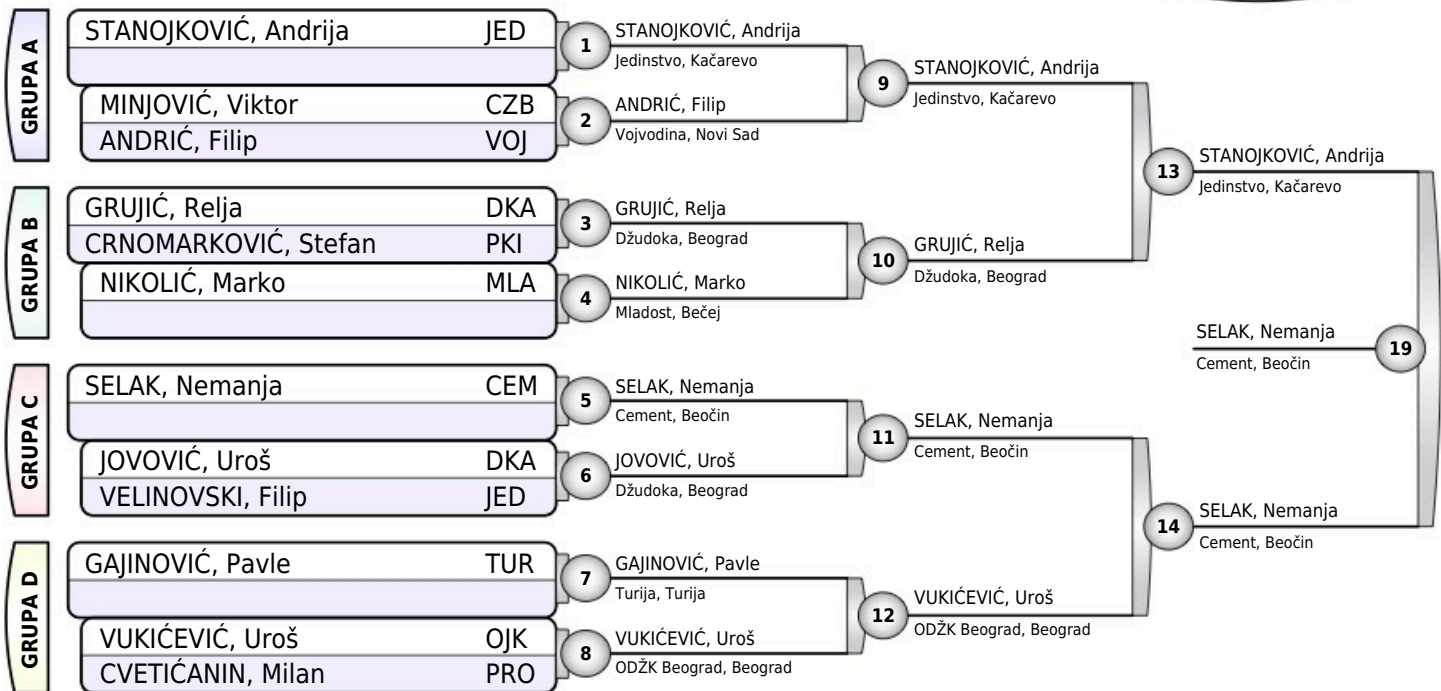 GRUPA A
STANOJKOVIĆ, Andrija JED
MINJOVIĆ, Viktor CZB
ANDRIĆ, Filip VOJ
GRUPA B
GRUJIĆ, Relja DKA
CRNOMARKOVIĆ, Stefan PKI
NIKOLIĆ, Marko MLA
GRUPA C
SELAK, Nemanja CEM
JOVOVIĆ, Uroš DKA
VELINOVSKI, Filip JED
GRUPA D
GAJINOVIĆ, Pavle TUR
VUKIĆEVIĆ, Uroš OJK
CVETIĆANIN, Milan PRO
1
STANOJKOVIĆ, Andrija
Jedinstvo, Kačarevo
2
ANDRIĆ, Filip
Vojvodina, Novi Sad
3
GRUJIĆ, Relja
Džudoka, Beograd
4
NIKOLIĆ, Marko
Mladost, Bečej
5
SELAK, Nemanja
Cement, Beočin
6
JOVOVIĆ, Uroš
Džudoka, Beograd
7
GAJINOVIĆ, Pavle
Turija, Turija
8
VUKIĆEVIĆ, Uroš
ODŽK Beograd, Beograd
9
STANOJKOVIĆ, Andrija
Jedinstvo, Kačarevo
10
GRUJIĆ, Relja
Džudoka, Beograd
11
SELAK, Nemanja
Cement, Beočin
12
VUKIĆEVIĆ, Uroš
ODŽK Beograd, Beograd
13
STANOJKOVIĆ, Andrija
Jedinstvo, Kačarevo
14
SELAK, Nemanja
Cement, Beočin
SELAK, Nemanja
Cement, Beočin
19